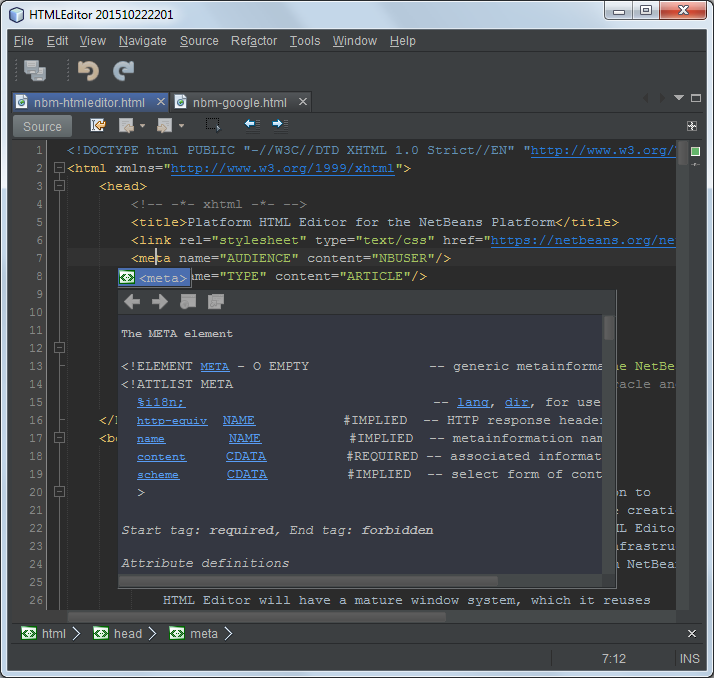 HTMLEditor 201510222201
File Edit View Navigate Source Refactor Tools Window Help
nbm-htmleditor.html nbm-google.html
Source
1 <!DOCTYPE html PUBLIC "-//W3C//DTD XHTML 1.0 Strict//EN" "http://www.w3.org/
2 <html xmlns="http://www.w3.org/1999/xhtml">
3 <head>
4 <!-- -*- xhtml -*- -->
5 <title>Platform HTML Editor for the NetBeans Platform</title>
6 <link rel="stylesheet" type="text/css" href="https://netbeans.org/ne
7 <meta name="AUDIENCE" content="NBUSER"/>
8 <meta> ame="TYPE" content="ARTICLE"/>
9
10
11 The META element
12
13 <!ELEMENT META - O EMPTY -- generic metainforma e NetBe
14 <!ATTLIST META racle an
15 %i18n; -- lang, dir, for use
16 </ http-equiv NAME #IMPLIED -- HTTP response header
17 <bo name NAME #IMPLIED -- metainformation nam
18 content CDATA #REQUIRED -- associated informat
19 scheme CDATA #IMPLIED -- select form of cont
20 > on to
21 creati
22 Start tag: required, End tag: forbidden ML Edito
23 frastru
24 Attribute definitions NetBea
25
26 HTML Editor will have a mature window system, which it reuses
html head meta
7:12 INS